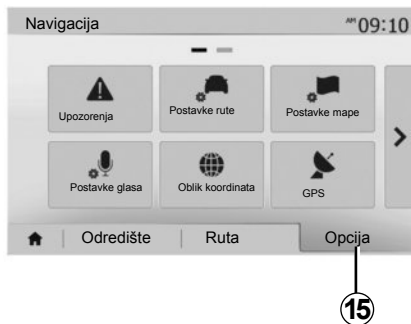 Navigacija AM 09:10
Upozorenja
Postavke rute
Postavke mape
Postavke glasa
Oblik koordinata
GPS
Odredište Ruta Opcija
15